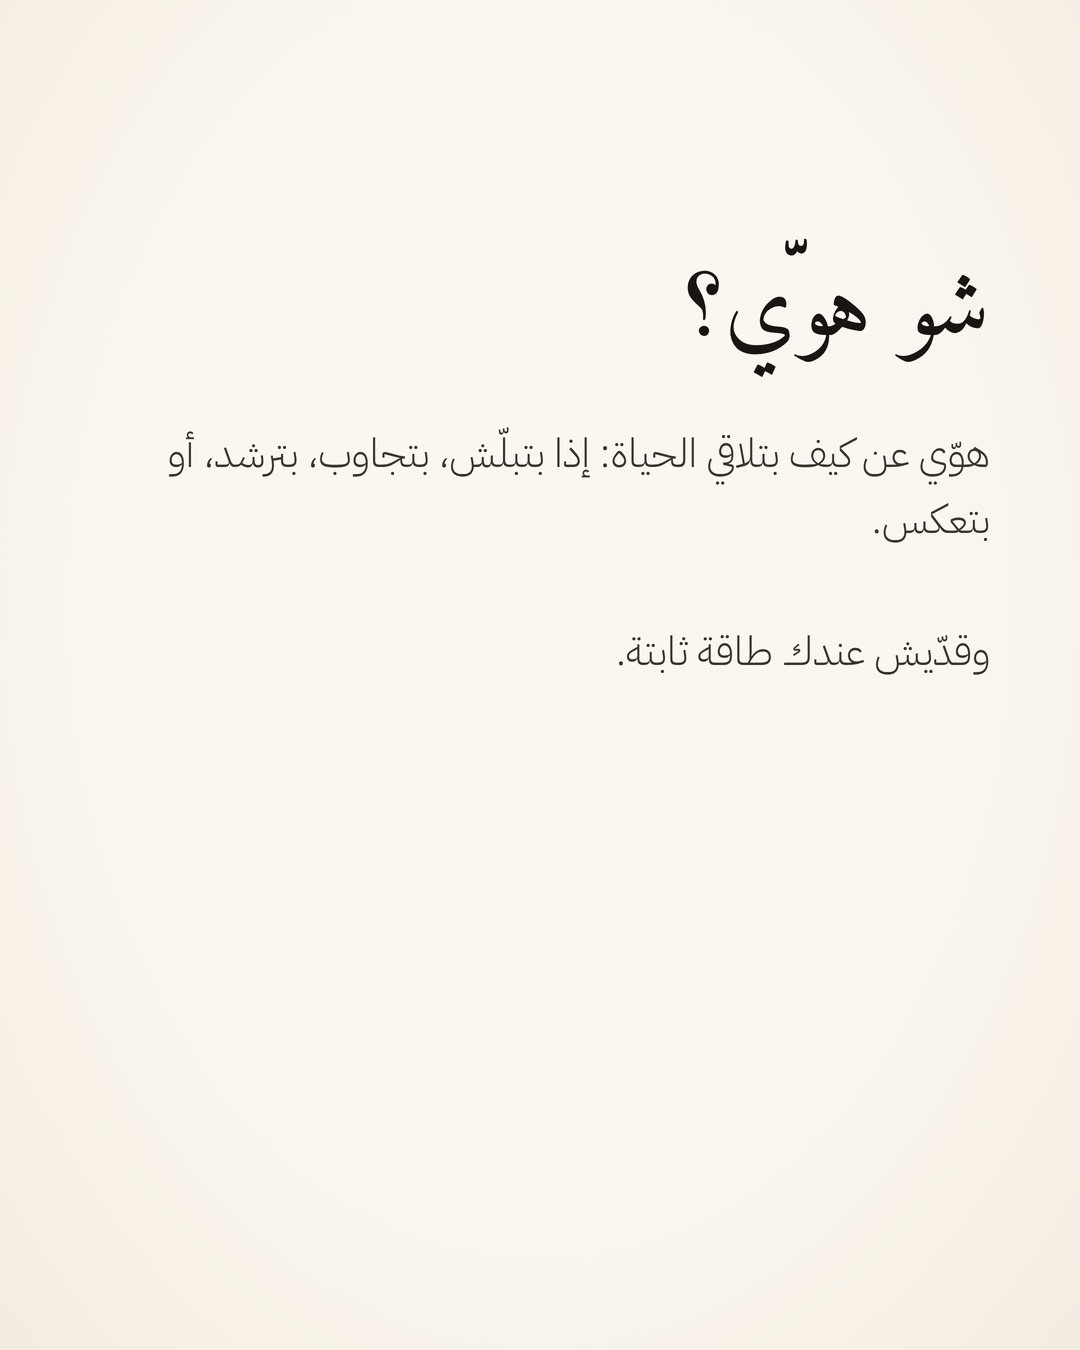 شو هوّي؟
هوّي عن كيف بتلاقي الحياة: إذا بتبلّش، بتجاوب، بترشد، أو
بتعكس.
وقدّيش عندك طاقة ثابتة.